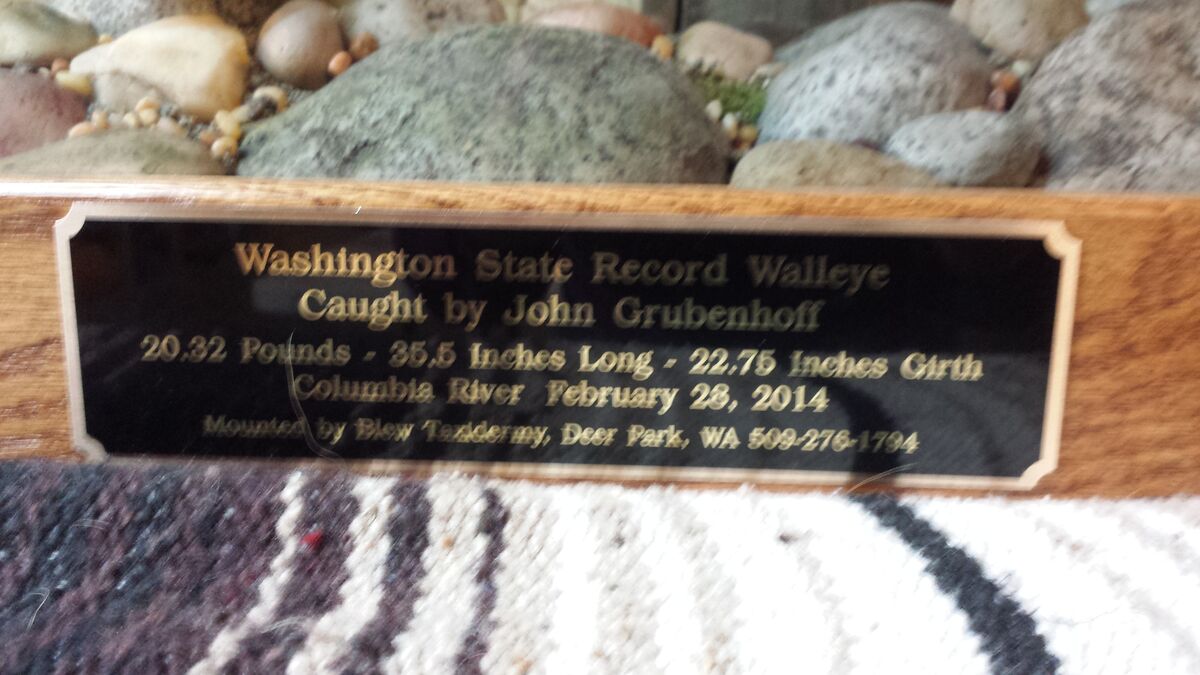 Washington State Record Walleye
Caught by John Grubenhoff
20.32 Pounds - 35.5 Inches Long - 22.75 Inches Girth
Columbia River February 28, 2014
Mounted by Blew Taxidermy, Deer Park, WA 509-276-1794